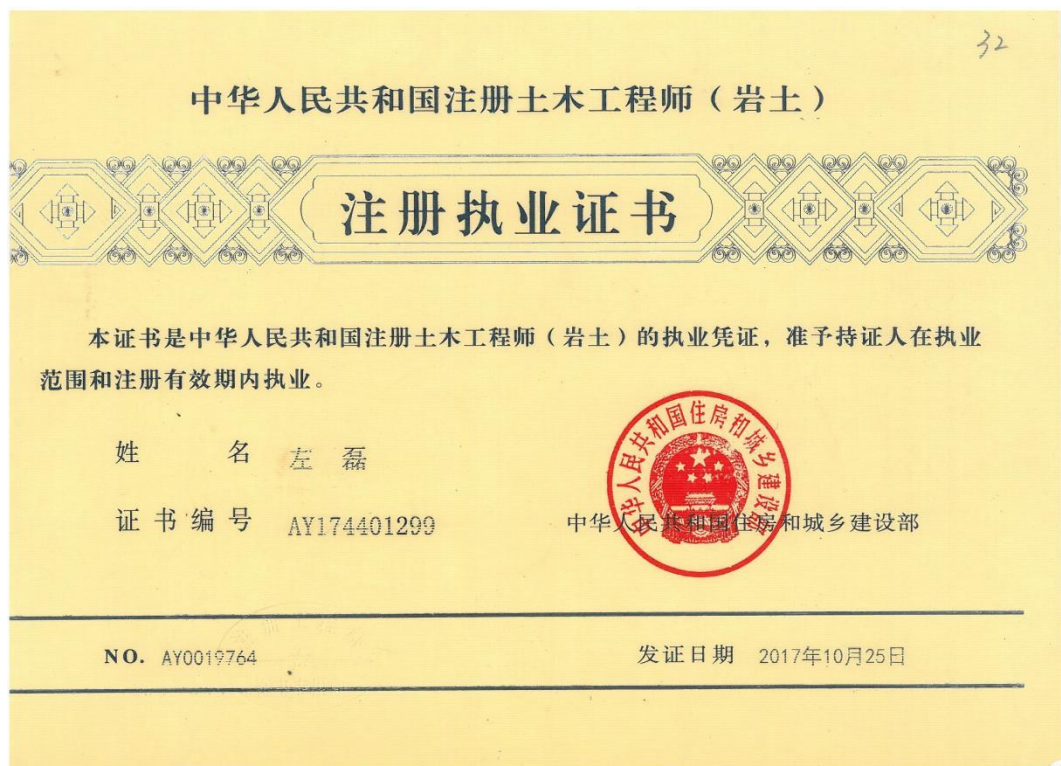 32
中华人民共和国注册土木工程师（岩土）
注册执业证书
本证书是中华人民共和国注册土木工程师（岩土）的执业凭证，准予持证人在执业
范围和注册有效期内执业。
姓 名 左 磊
证书编号 AY174401299
中华人民共和国住房和城乡建设部
中华人民共和国住房和城乡建设部
NO. AY0019764
发证日期 2017年10月25日